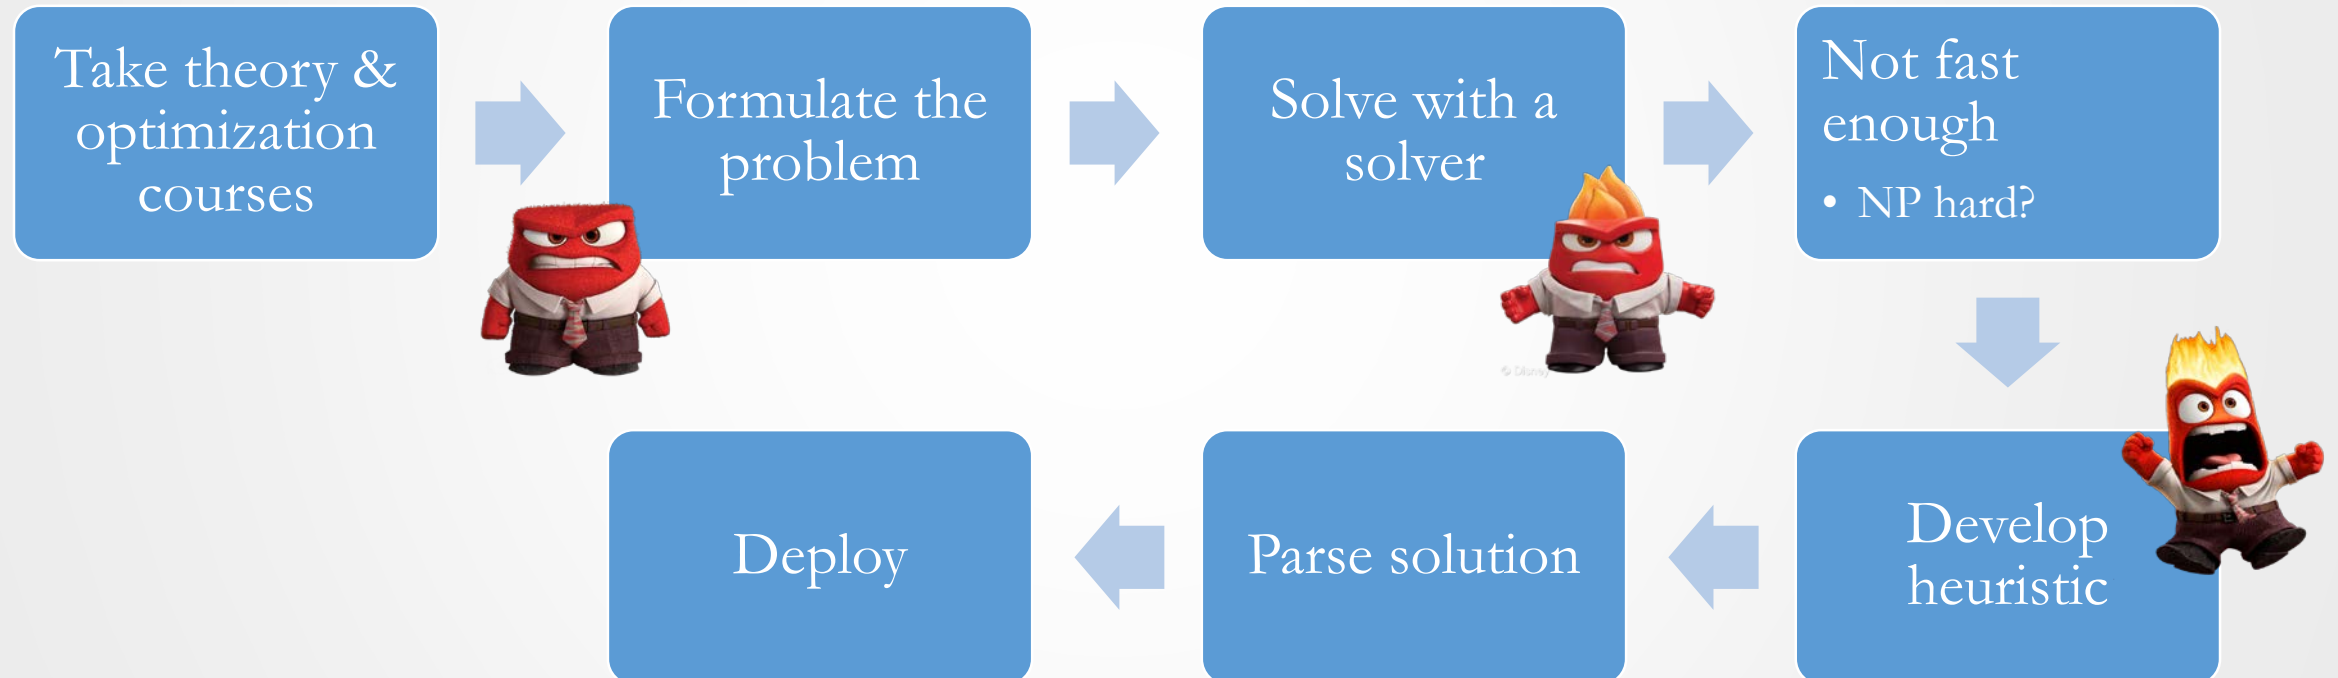 Take theory &
optimization
courses
Formulate the
problem
Solve with a
solver
Not fast
enough
• NP hard?
© Disney
Develop
heuristic
Parse solution
Deploy